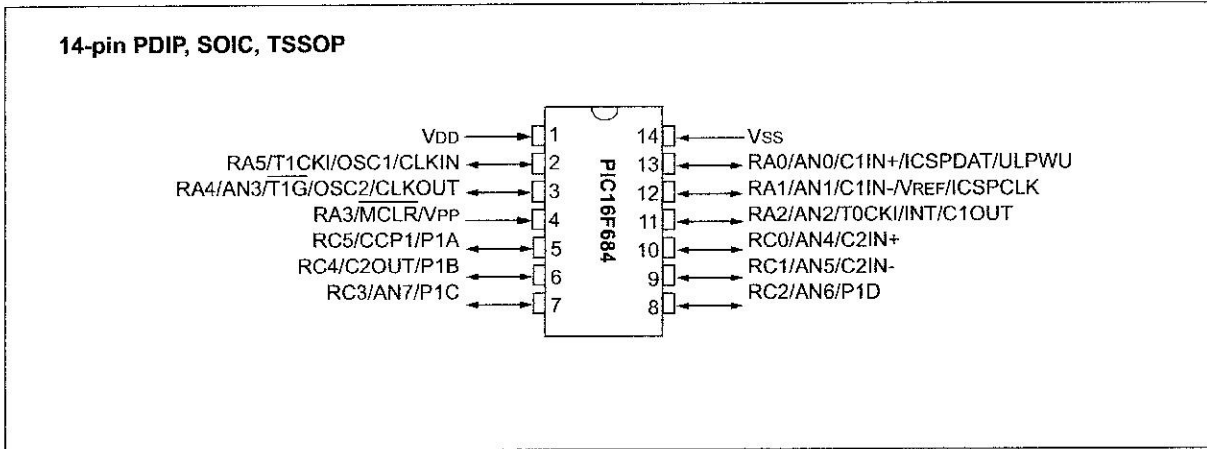 14-pin PDIP, SOIC, TSSOP
VDD 1 14 VSS
RA5/T1CKI/OSC1/CLKIN 2 13 RA0/AN0/C1IN+/ICSPDAT/ULPWU
RA4/AN3/T1G/OSC2/CLKOUT 3 12 RA1/AN1/C1IN-/VREF/ICSPCLK
RA3/MCLR/VPP 4 11 RA2/AN2/T0CKI/INT/C1OUT
RC5/CCP1/P1A 5 10 RC0/AN4/C2IN+
RC4/C2OUT/P1B 6 9 RC1/AN5/C2IN-
RC3/AN7/P1C 7 8 RC2/AN6/P1D
PIC16F684